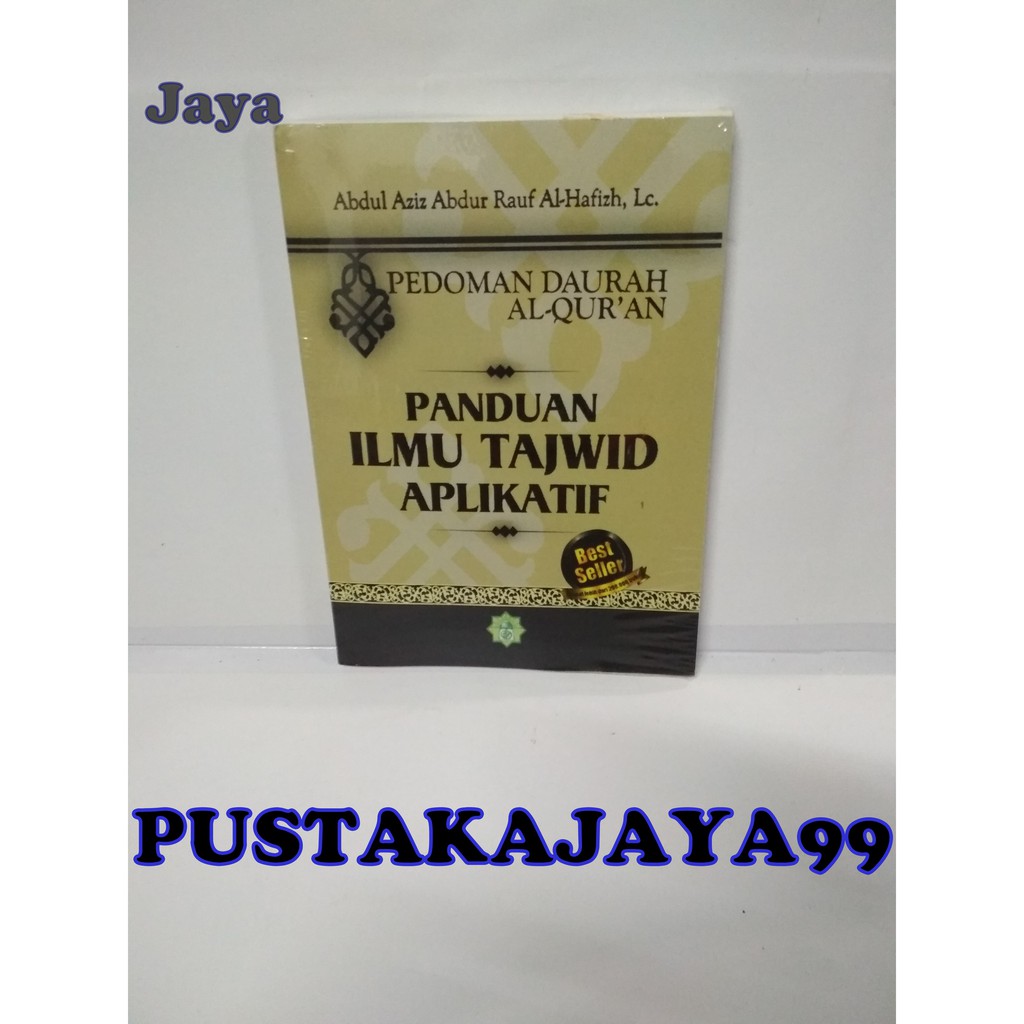 Jaya
Abdul Aziz Abdur Rauf Al-Hafizh, Lc.
PEDOMAN DAURAH
AL-QUR'AN
PANDUAN
ILMU TAJWID
APLIKATIF
Best
Seller
PUSTAKAJAYA99